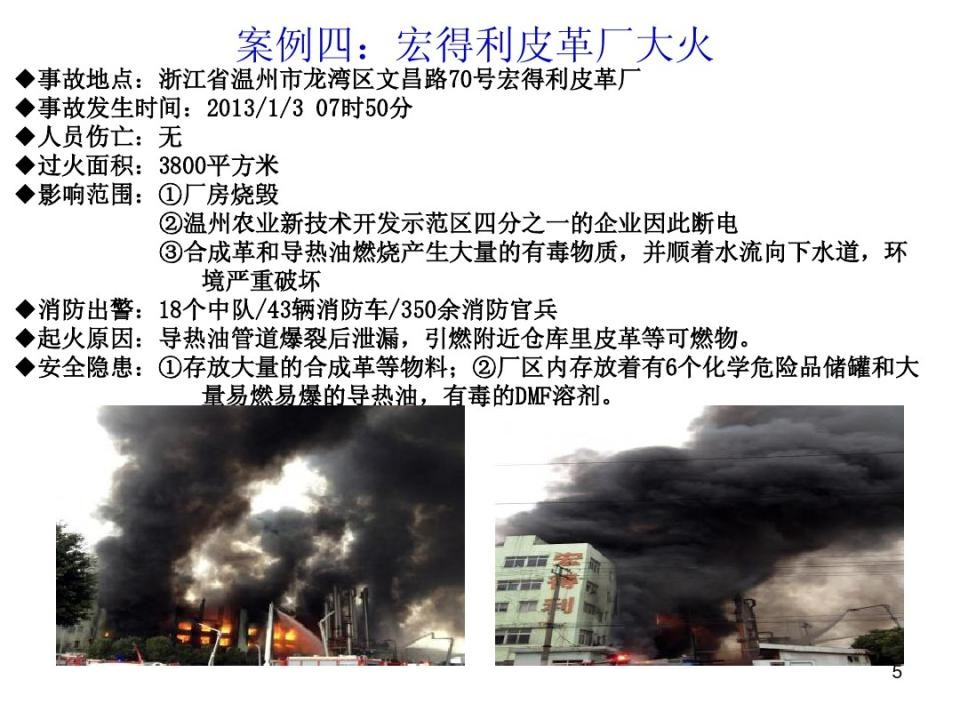 案例四：宏得利皮革厂大火
◆事故地点：浙江省温州市龙湾区文昌路70号宏得利皮革厂
◆事故发生时间：2013/1/3 07时50分
◆人员伤亡：无
◆过火面积：3800平方米
◆影响范围：①厂房烧毁
②温州农业新技术开发示范区四分之一的企业因此断电
③合成革和导热油燃烧产生大量的有毒物质，并顺着水流向下水道，环
境严重破坏
◆消防出警：18个中队/43辆消防车/350余消防官兵
◆起火原因：导热油管道爆裂后泄漏，引燃附近仓库里皮革等可燃物。
◆安全隐患：①存放大量的合成革等物料；②厂区内存放着有6个化学危险品储罐和大
量易燃易爆的导热油，有毒的DMF溶剂。
宏得利
5